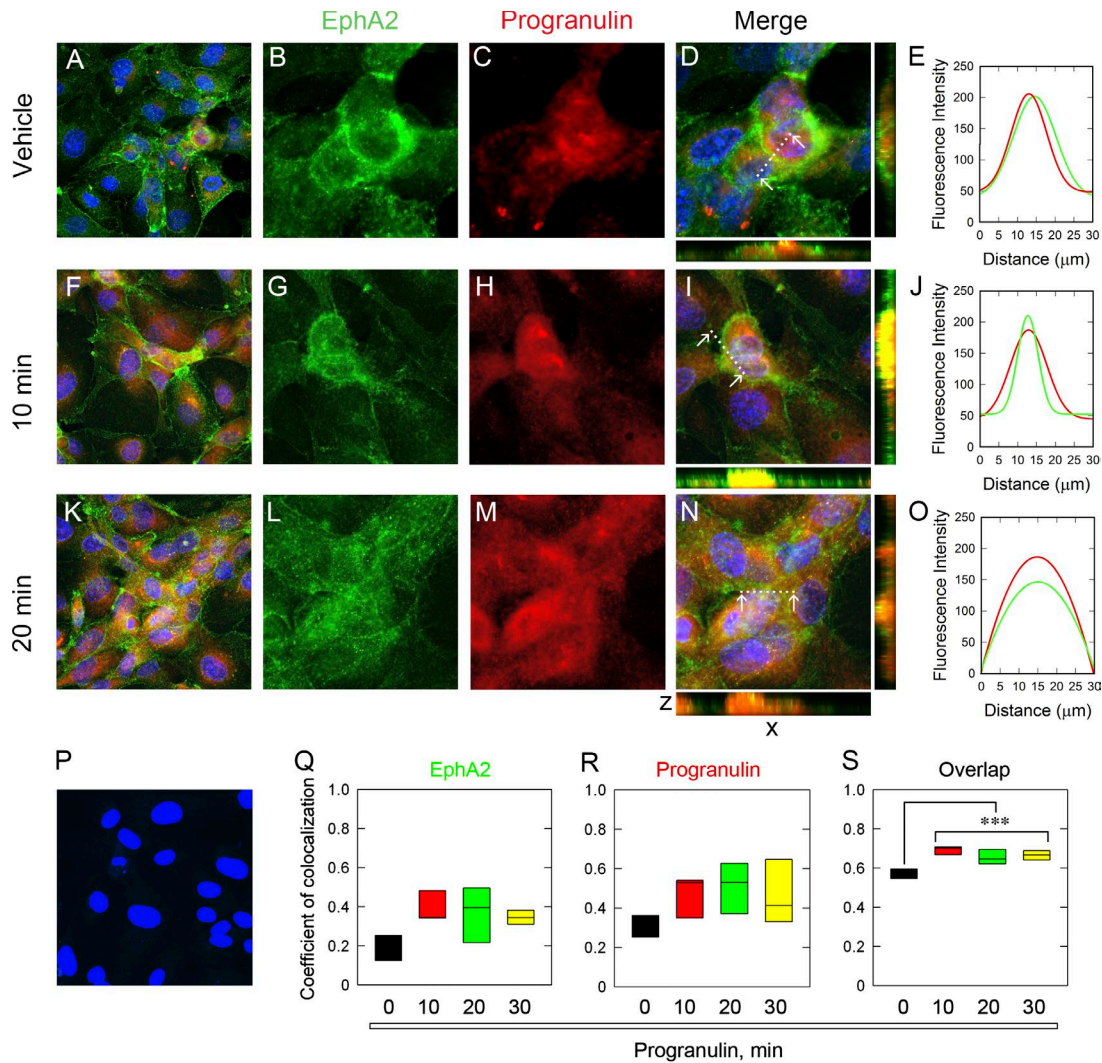 EphA2 Progranulin Merge
Vehicle
A B C D E
Fluorescence Intensity
250
200
150
100
50
0
0 5 10 15 20 25 30
Distance (μm)
10 min
F G H I J
Fluorescence Intensity
250
200
150
100
50
0
0 5 10 15 20 25 30
Distance (μm)
20 min
K L M N O
Fluorescence Intensity
250
200
150
100
50
0
0 5 10 15 20 25 30
Distance (μm)
z
x
P Q R S
EphA2 Progranulin Overlap
Coefficient of colocalization
1.0
0.8
0.6
0.4
0.2
0
0 10 20 30
1.0
0.8
0.6
0.4
0.2
0
0 10 20 30
***
1.0
0.8
0.6
0.4
0.2
0
0 10 20 30
Progranulin, min